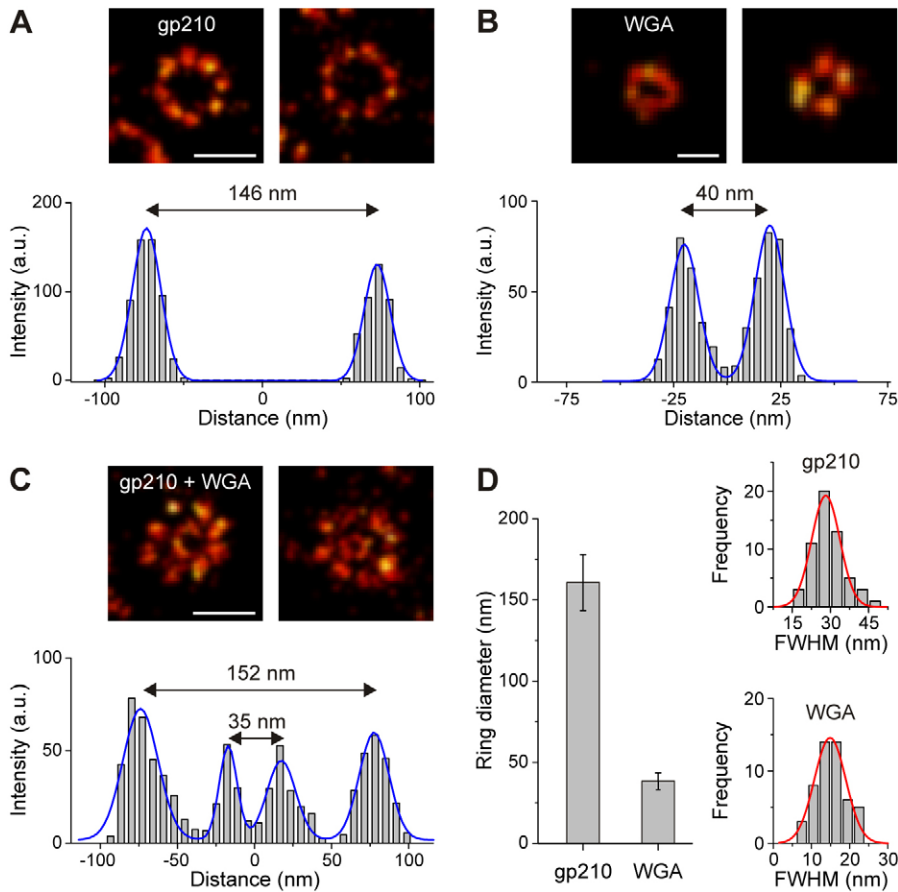 A
gp210
B
WGA
146 nm
200
100
0
Intensity (a.u.)
-100
0
100
Distance (nm)
40 nm
100
50
0
Intensity (a.u.)
-75
-25
25
75
Distance (nm)
C
gp210 + WGA
152 nm
35 nm
100
50
0
Intensity (a.u.)
-100
-50
0
50
100
Distance (nm)
D
200
150
100
50
0
Ring diameter (nm)
gp210
WGA
gp210
20
10
0
Frequency
15
30
45
FWHM (nm)
WGA
20
10
0
Frequency
0
10
20
30
FWHM (nm)